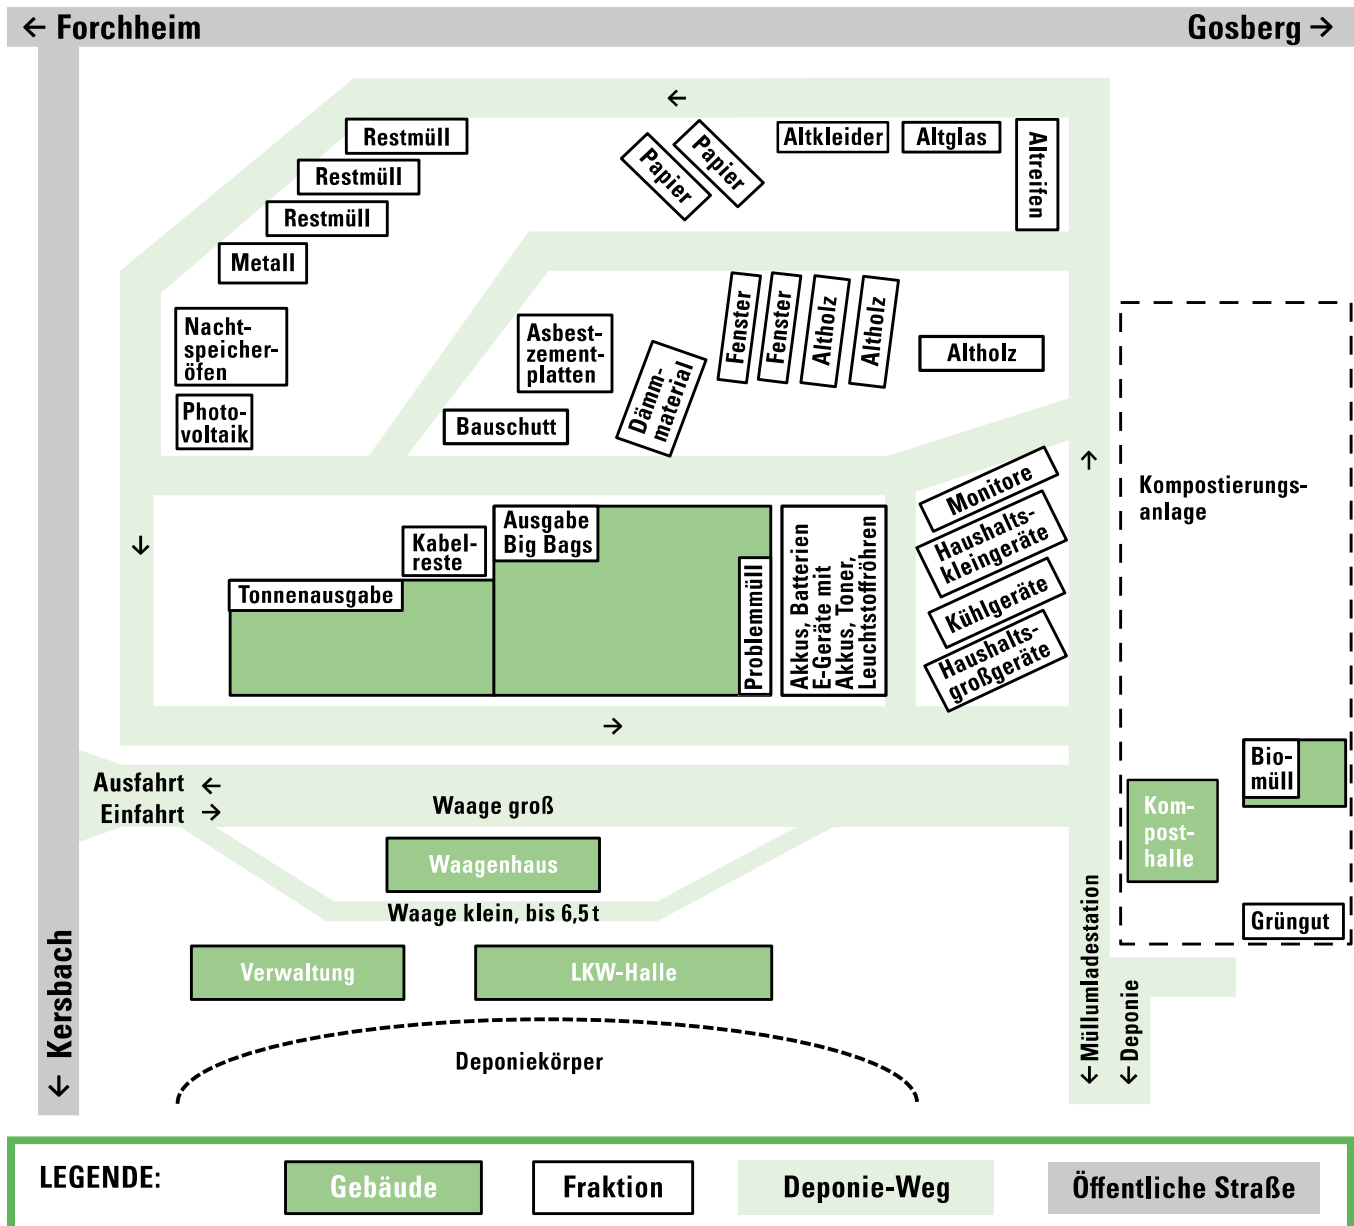 ← Forchheim
Gosberg →
←
Restmüll
Restmüll
Restmüll
Metall
Papier
Papier
Altkleider
Altglas
Altreifen
Nacht-
speicher-
öfen
Photo-
voltaik
Asbest-
zement-
platten
Bauschutt
Dämm-
material
Fenster
Fenster
Altholz
Altholz
Altholz
↑
Monitore
Haushalts-
kleingeräte
Kühlgeräte
Haushalts-
großgeräte
Kompostierungs-
anlage
↓
Kabel-
reste
Ausgabe
Big Bags
Tonnenausgabe
Problemmüll
Akkus, Batterien
E-Geräte mit
Akkus, Toner,
Leuchtstoffröhren
→
Ausfahrt ←
Einfahrt →
Waage groß
Waagenhaus
Waage klein, bis 6,5 t
Bio-
müll
Kom-
post-
halle
Grüngut
Verwaltung
LKW-Halle
← Kersbach
← Müllumladestation
← Deponie
Deponiekörper
LEGENDE:
Gebäude
Fraktion
Deponie-Weg
Öffentliche Straße